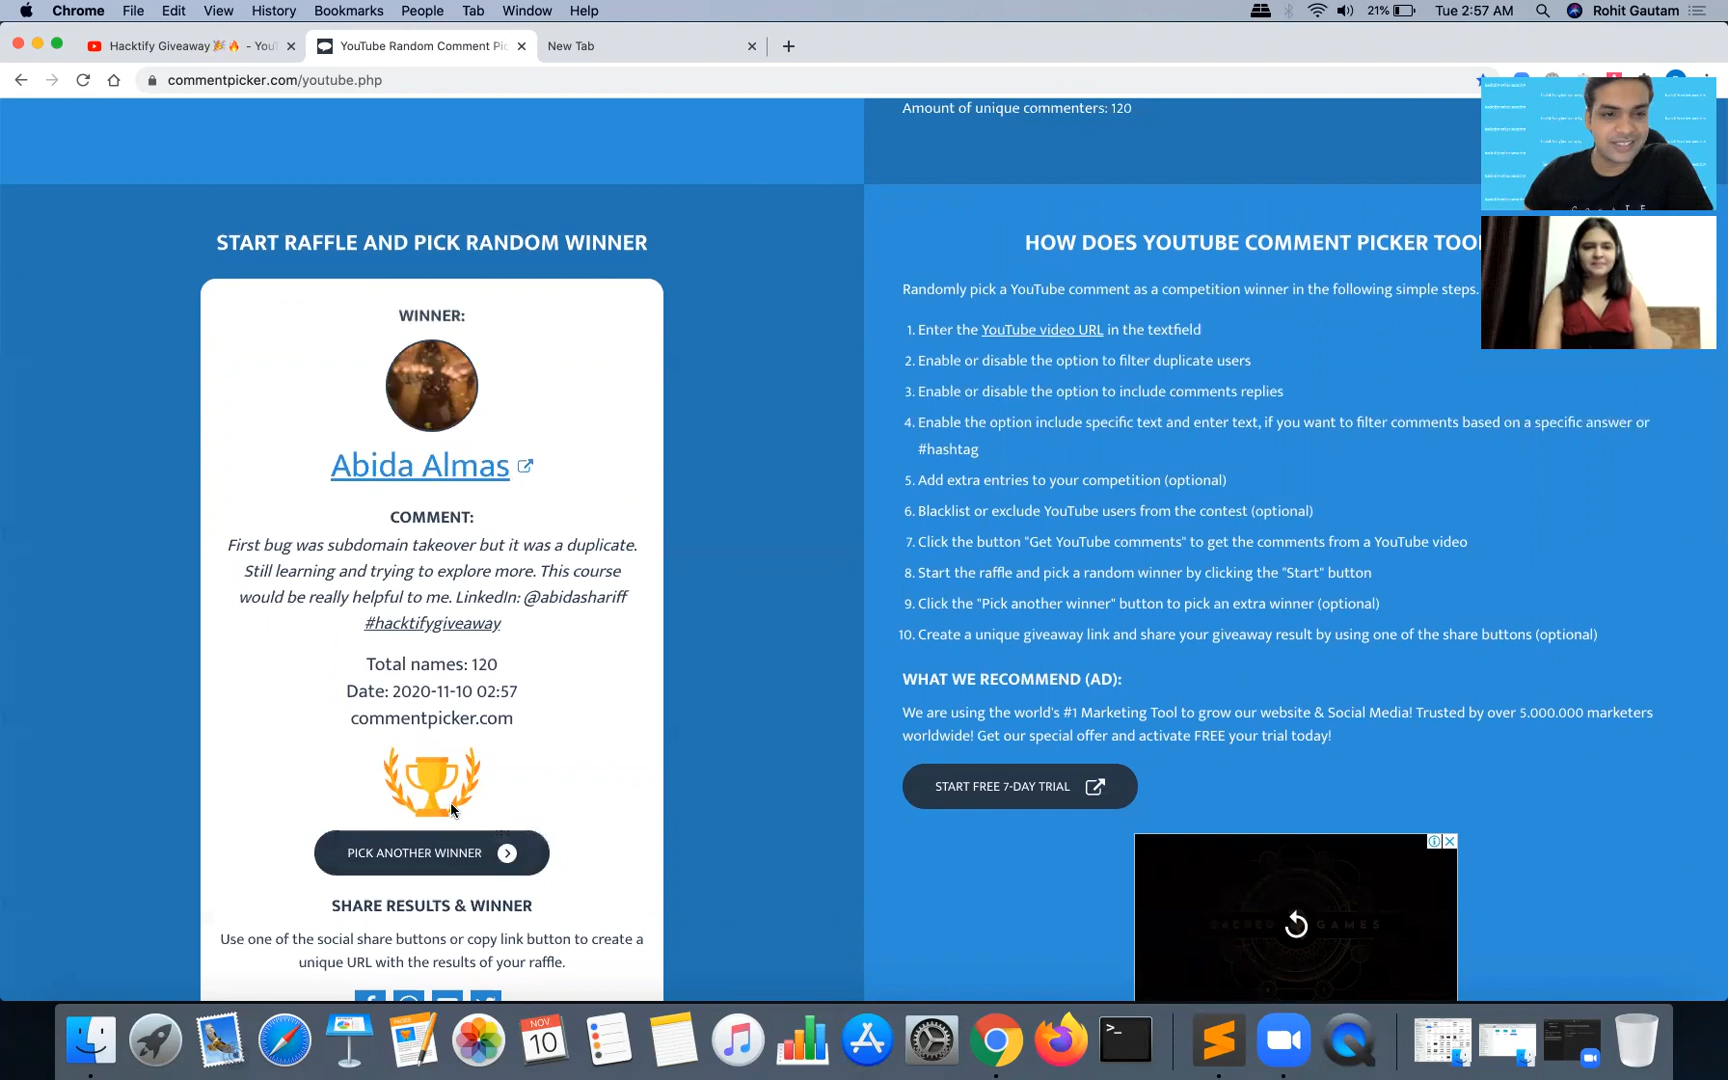 Chrome File Edit View History Bookmarks People Tab Window Help 21% Tue 2:57 AM Rohit Gautam
Hacktify Giveaway🎉🔥 - You
YouTube Random Comment Pic
New Tab
commentpicker.com/youtube.php
Amount of unique commenters: 120
START RAFFLE AND PICK RANDOM WINNER
WINNER:
Abida Almas
COMMENT:
First bug was subdomain takeover but it was a duplicate.
Still learning and trying to explore more. This course
would be really helpful to me. LinkedIn: @abidashariff
#hacktifygiveaway
Total names: 120
Date: 2020-11-10 02:57
commentpicker.com
PICK ANOTHER WINNER
SHARE RESULTS & WINNER
Use one of the social share buttons or copy link button to create a
unique URL with the results of your raffle.
HOW DOES YOUTUBE COMMENT PICKER TOO
Randomly pick a YouTube comment as a competition winner in the following simple steps.
1. Enter the YouTube video URL in the textfield
2. Enable or disable the option to filter duplicate users
3. Enable or disable the option to include comments replies
4. Enable the option include specific text and enter text, if you want to filter comments based on a specific answer or
#hashtag
5. Add extra entries to your competition (optional)
6. Blacklist or exclude YouTube users from the contest (optional)
7. Click the button "Get YouTube comments" to get the comments from a YouTube video
8. Start the raffle and pick a random winner by clicking the "Start" button
9. Click the "Pick another winner" button to pick an extra winner (optional)
10. Create a unique giveaway link and share your giveaway result by using one of the share buttons (optional)
WHAT WE RECOMMEND (AD):
We are using the world's #1 Marketing Tool to grow our website & Social Media! Trusted by over 5.000.000 marketers
worldwide! Get our special offer and activate FREE your trial today!
START FREE 7-DAY TRIAL
SACRED GAMES
NOV
10